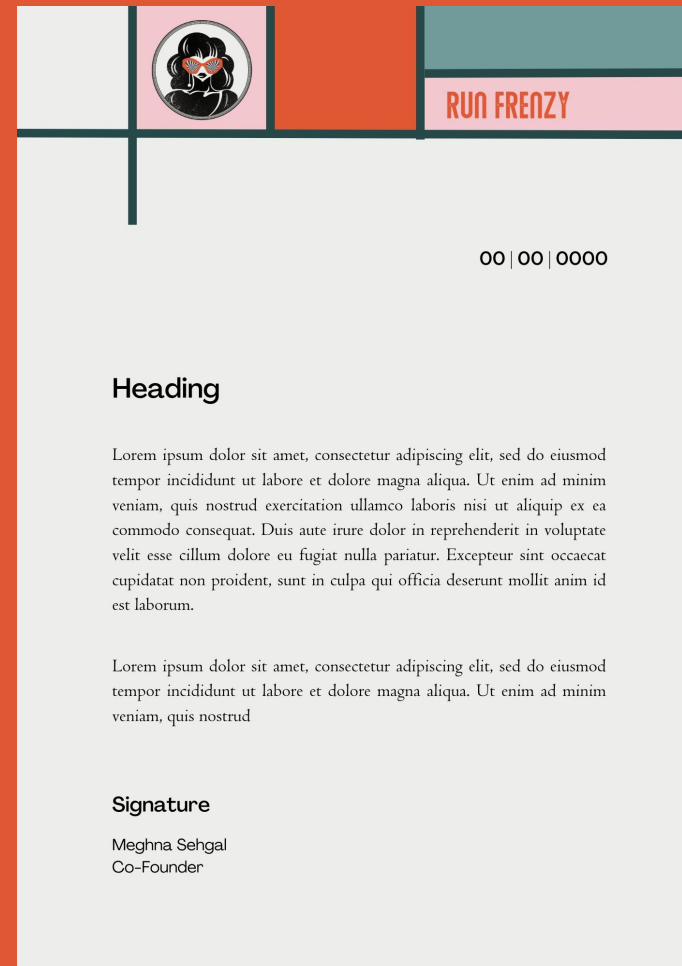 RUN FRENZY
00 | 00 | 0000
Heading
Lorem ipsum dolor sit amet, consectetur adipiscing elit, sed do eiusmod
tempor incididunt ut labore et dolore magna aliqua. Ut enim ad minim
veniam, quis nostrud exercitation ullamco laboris nisi ut aliquip ex ea
commodo consequat. Duis aute irure dolor in reprehenderit in voluptate
velit esse cillum dolore eu fugiat nulla pariatur. Excepteur sint occaecat
cupidatat non proident, sunt in culpa qui officia deserunt mollit anim id
est laborum.
Lorem ipsum dolor sit amet, consectetur adipiscing elit, sed do eiusmod
tempor incididunt ut labore et dolore magna aliqua. Ut enim ad minim
veniam, quis nostrud
Signature
Meghna Sehgal
Co-Founder